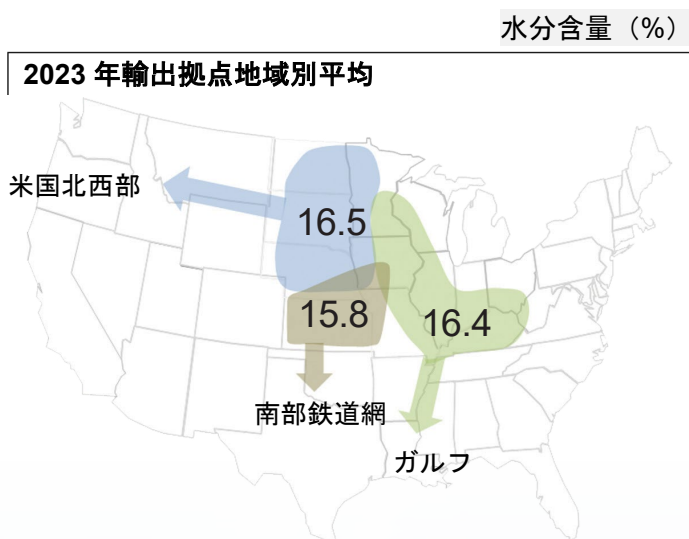 水分含量（%）
2023 年輸出拠点地域別平均
米国北西部
16.5
15.8
16.4
南部鉄道網
ガルフ